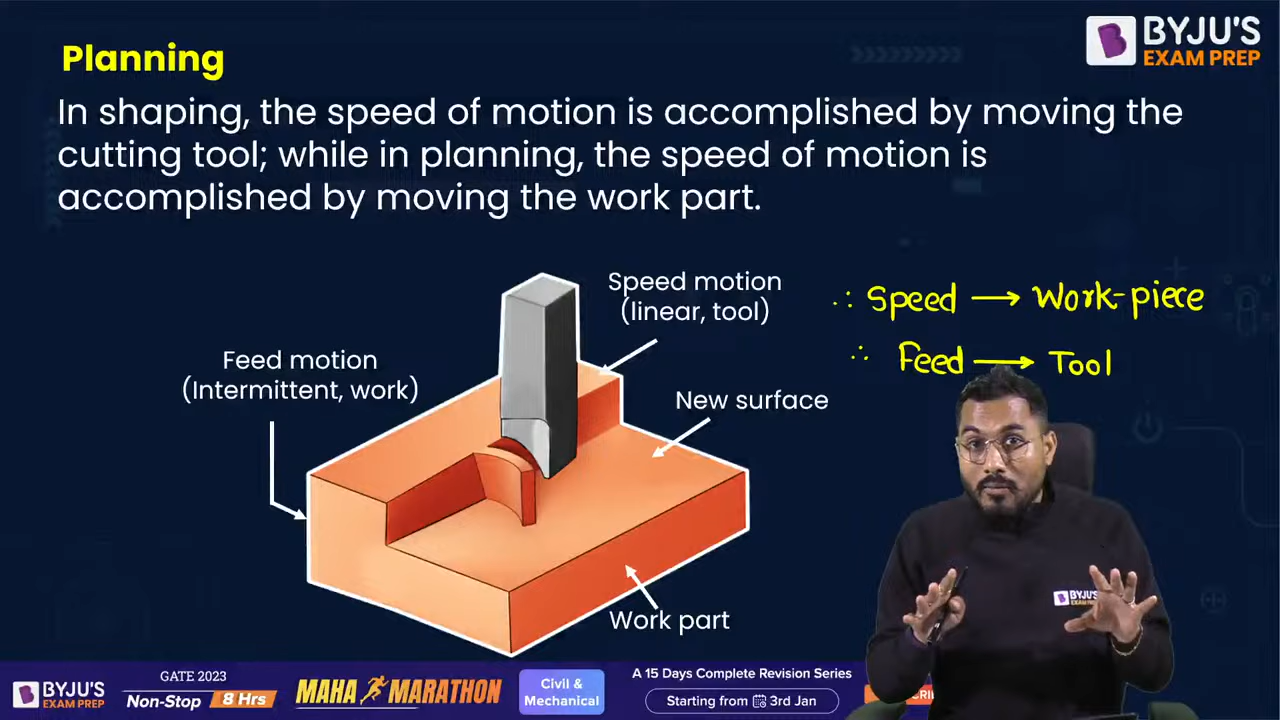 Planning
BYJU'S
EXAM PREP
In shaping, the speed of motion is accomplished by moving the
cutting tool; while in planning, the speed of motion is
accomplished by moving the work part.
Speed motion
(linear, tool)
∴ Speed → Work-piece
∴ Feed → Tool
Feed motion
(Intermittent, work)
New surface
Work part
BYJU'S
EXAM PREP
BYJU'S
EXAM PREP
GATE 2023
Non-Stop 8 Hrs
MAHA MARATHON
Civil &
Mechanical
A 15 Days Complete Revision Series
Starting from 3rd Jan